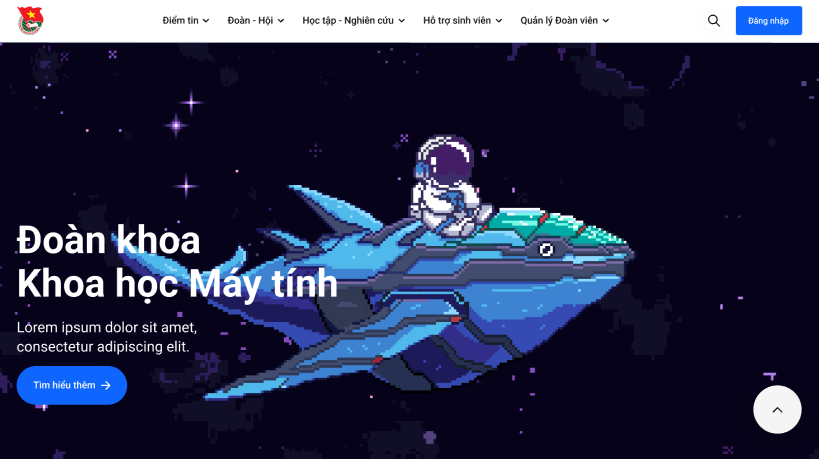 Điểm tin
Đoàn - Hội
Học tập - Nghiên cứu
Hỗ trợ sinh viên
Quản lý Đoàn viên
Đăng nhập
Đoàn khoa
Khoa học Máy tính
Lorem ipsum dolor sit amet,
consectetur adipiscing elit.
Tìm hiểu thêm